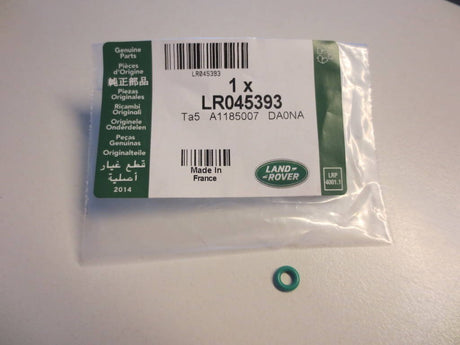 Genuine
Parts
Pièces
d'Origine
純正部品
Piezas
Originales
Ricambi
Originali
Originele
Onderdelen
Peças
Genuinas
Originalteile
قطع غيار
أصلية
2014
LR045393
1 x
LR045393
Ta5 A1185007 DA0NA
Made In
France
LAND
ROVER
LRP
4001.1